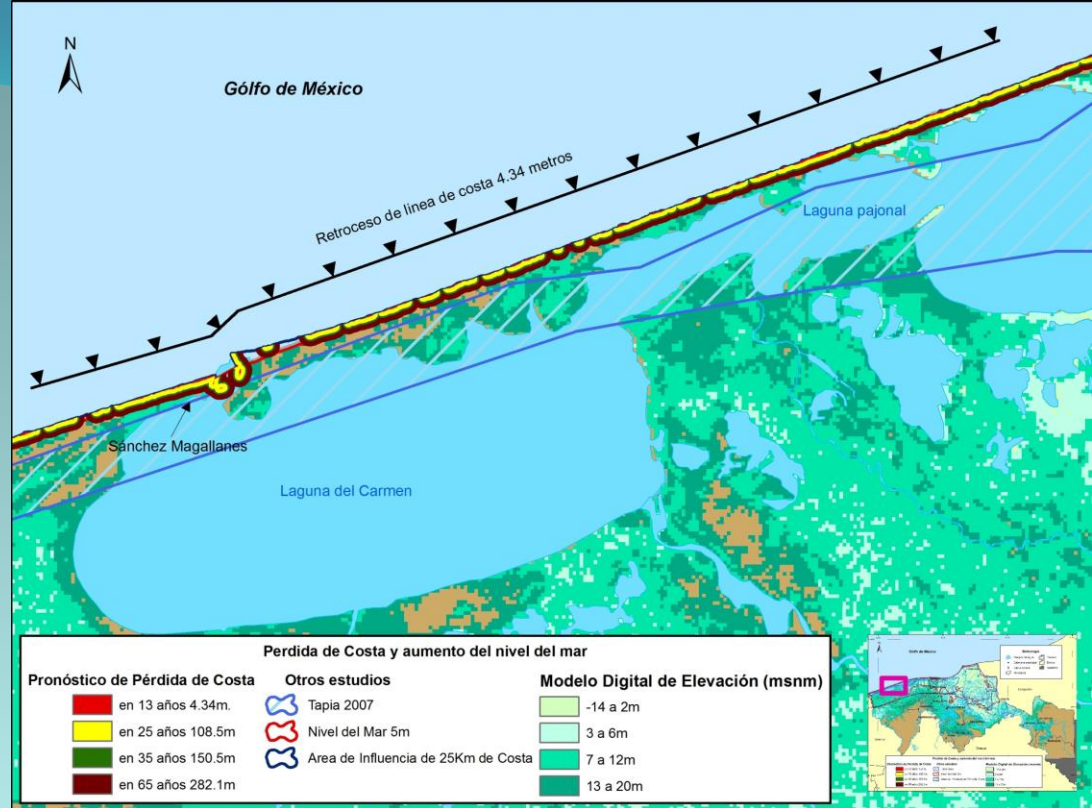 N
Gólfo de México
Retroceso de línea de costa 4.34 metros
Laguna pajonal
Sánchez Magallanes
Laguna del Carmen
Perdida de Costa y aumento del nivel del mar
Pronóstico de Pérdida de Costa
en 13 años 4.34m.
en 25 años 108.5m
en 35 años 150.5m
en 65 años 282.1m
Otros estudios
Tapia 2007
Nivel del Mar 5m
Area de Influencia de 25Km de Costa
Modelo Digital de Elevación (msnm)
-14 a 2m
3 a 6m
7 a 12m
13 a 20m